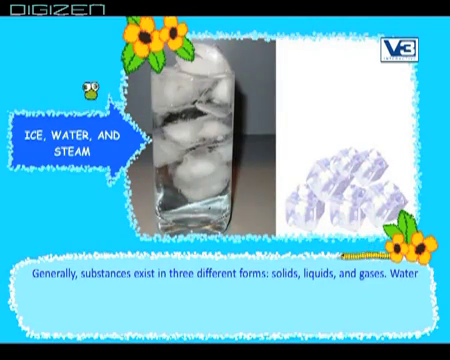 DIGIZEN
V3
ICE, WATER, AND
STEAM
Generally, substances exist in three different forms: solids, liquids, and gases. Water